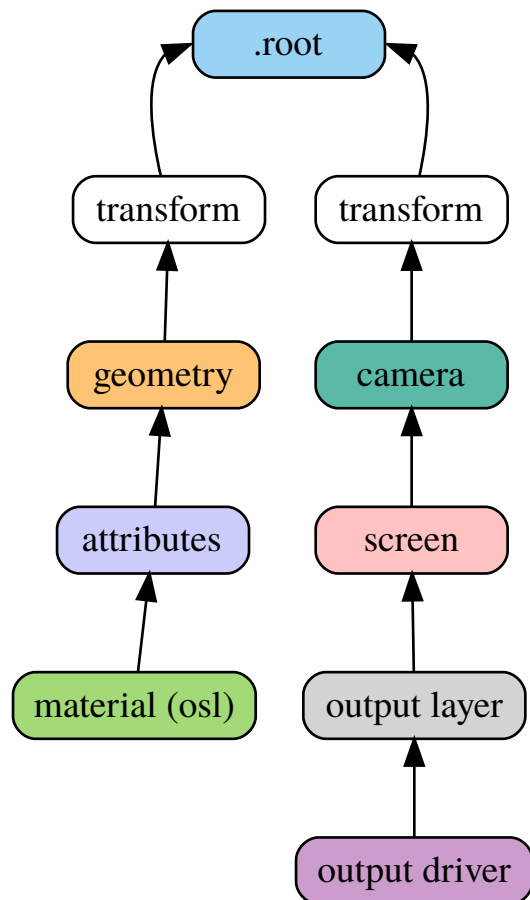 .root
transform
transform
geometry
camera
attributes
screen
material (osl)
output layer
output driver